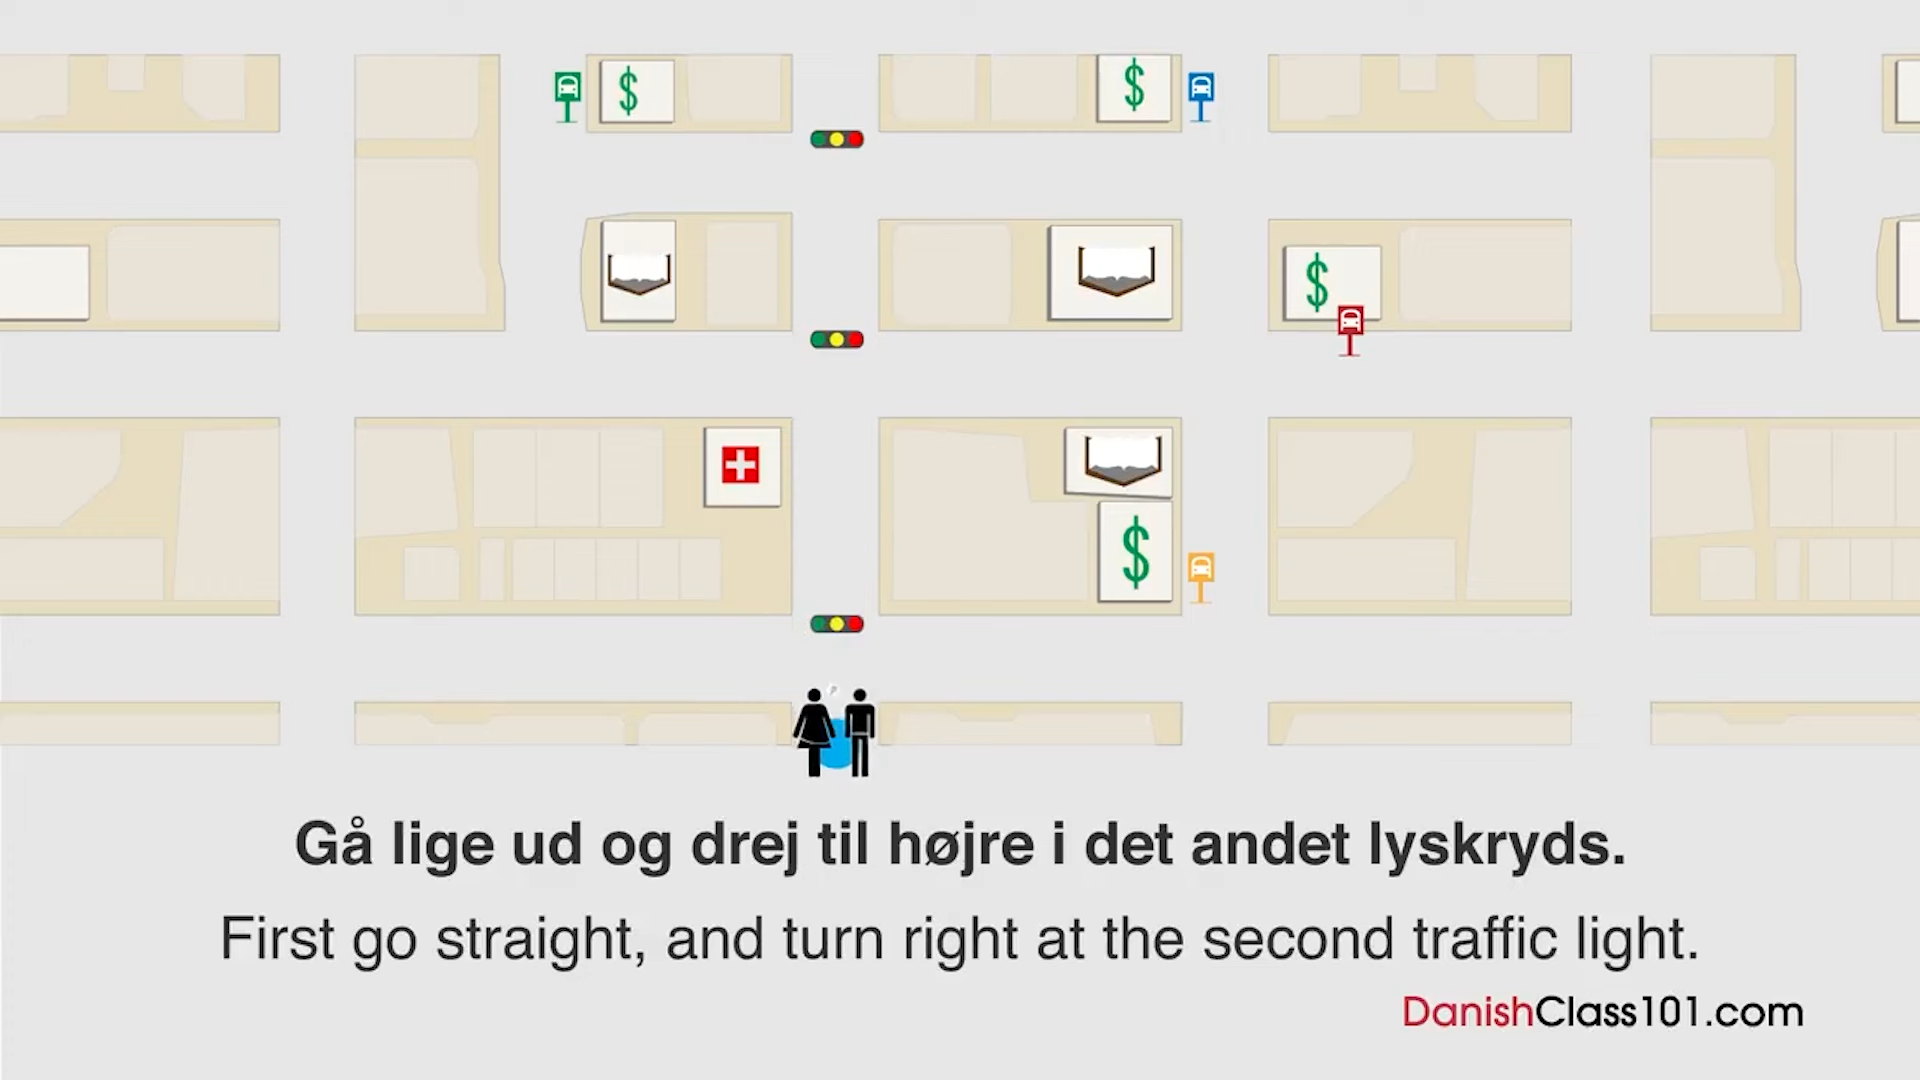 $
$
$
$
Gå lige ud og drej til højre i det andet lyskryds.
First go straight, and turn right at the second traffic light.
DanishClass101.com